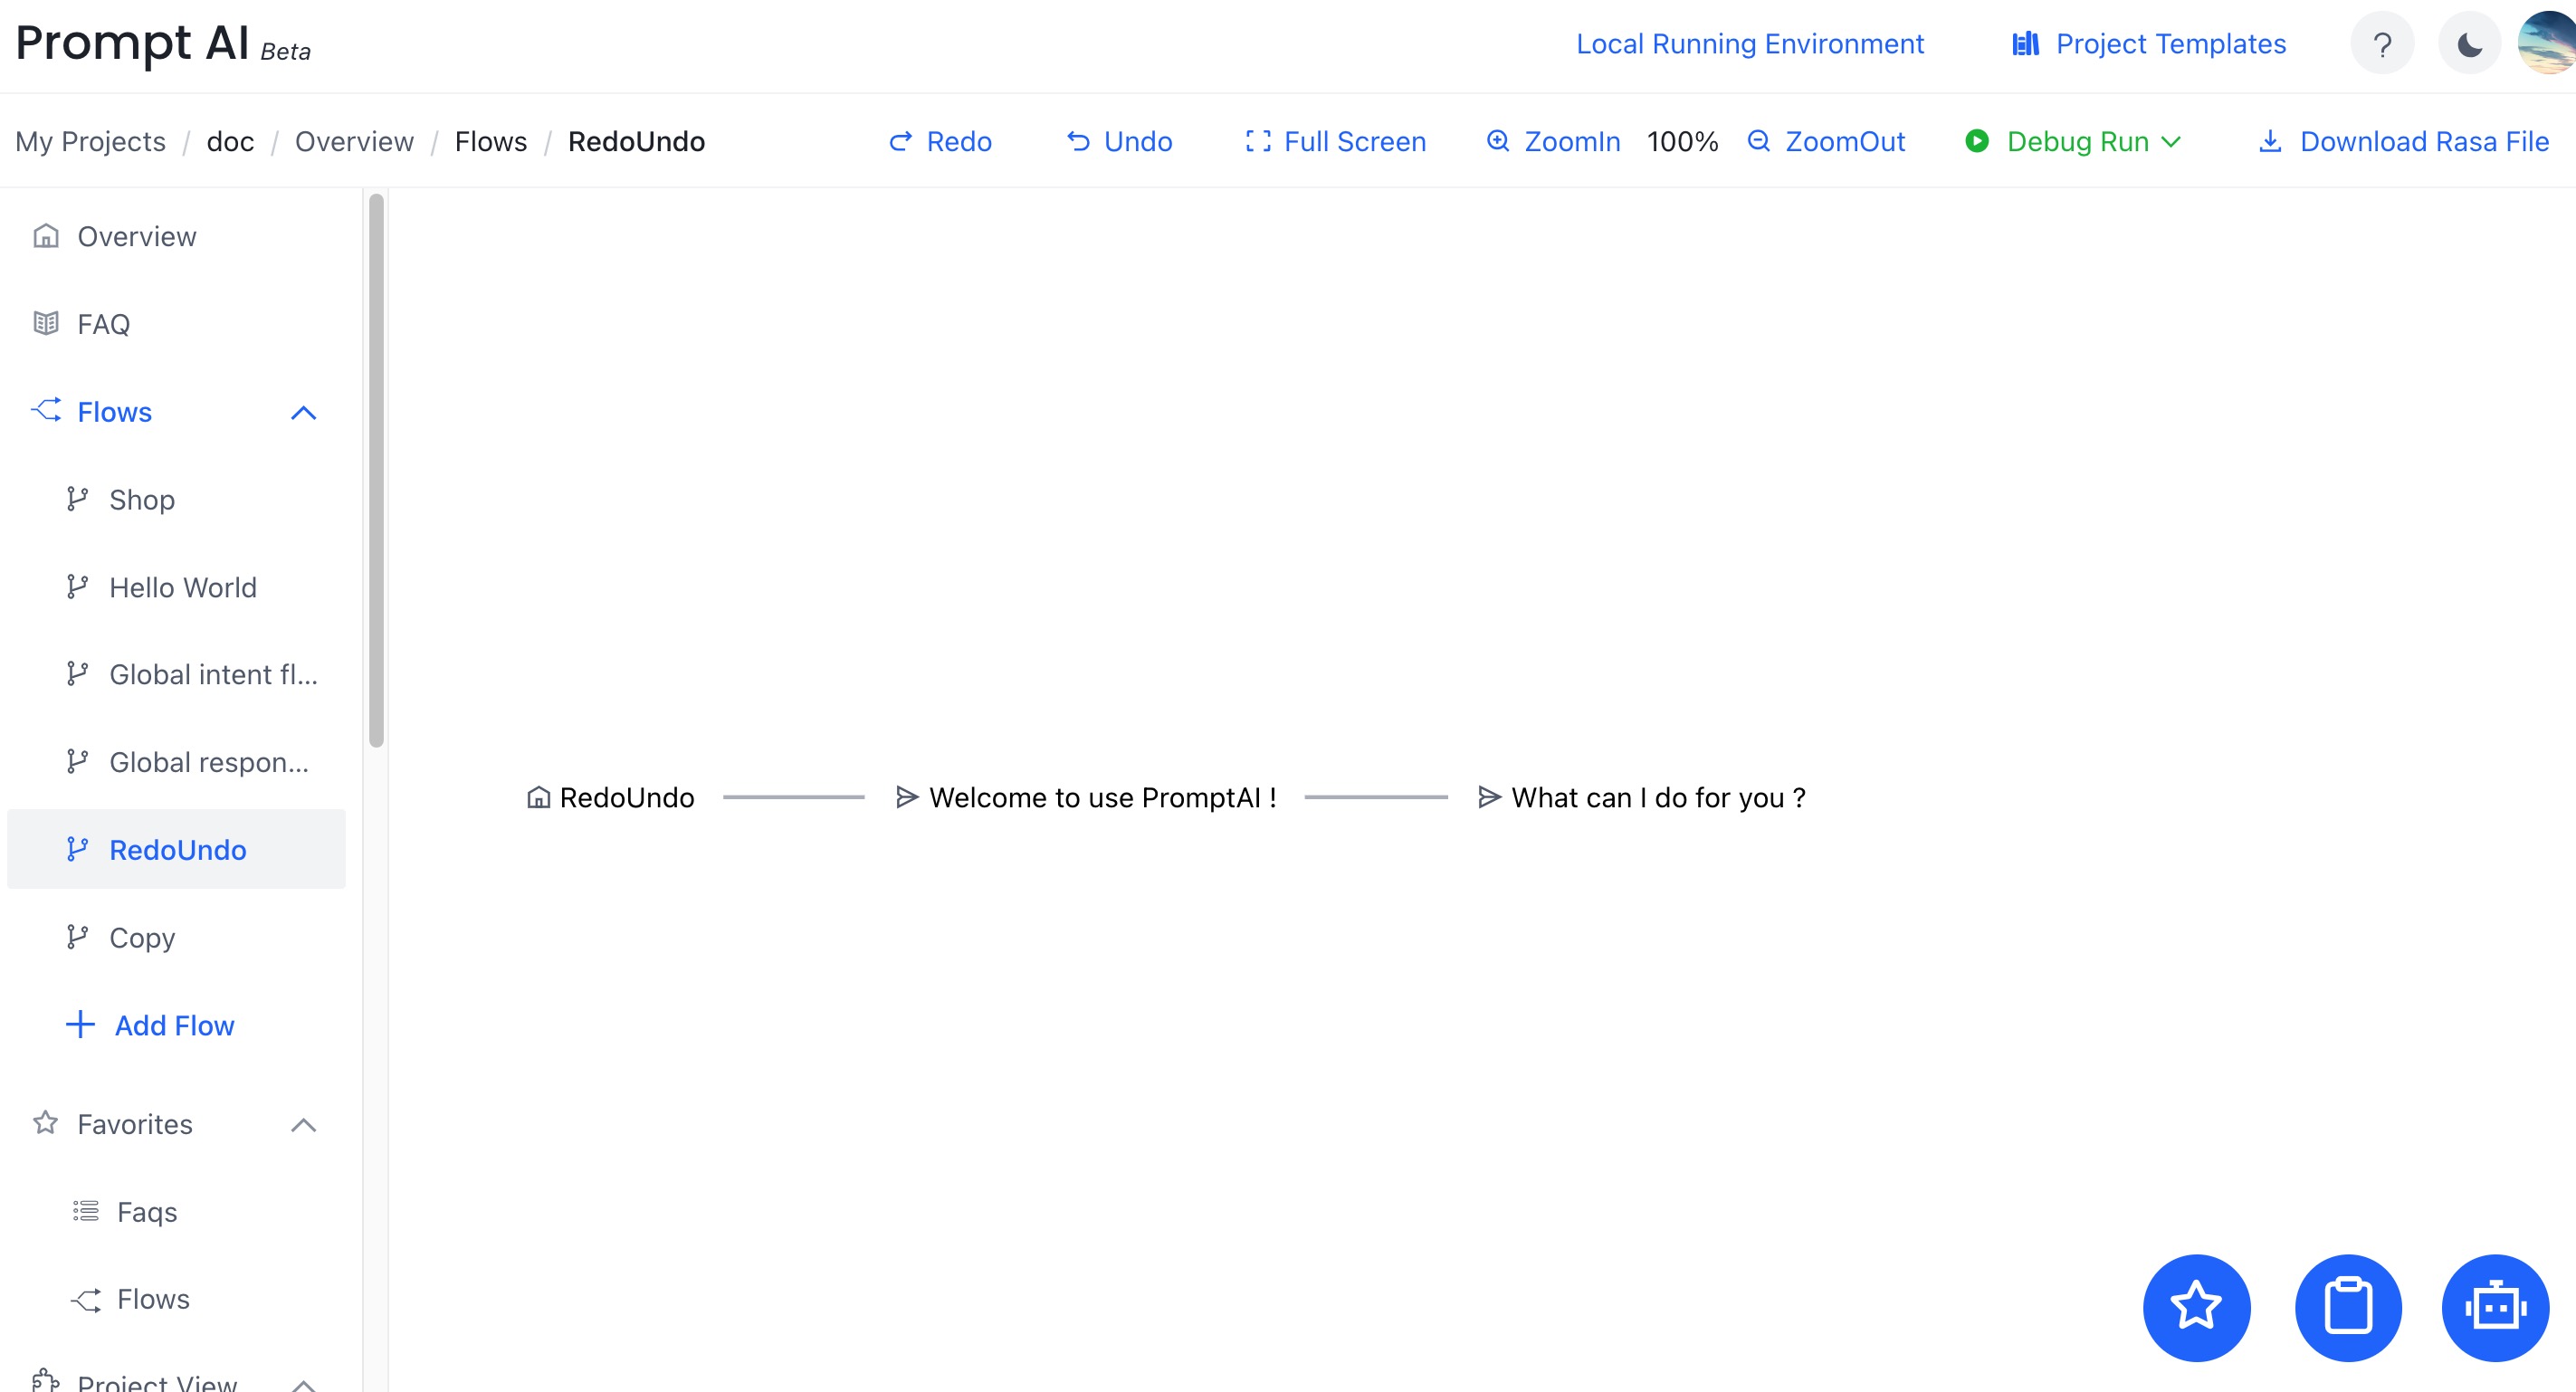 Prompt AI Beta
Local Running Environment
Project Templates
?
My Projects / doc / Overview / Flows / RedoUndo
Redo
Undo
Full Screen
ZoomIn 100% ZoomOut
Debug Run
Download Rasa File
Overview
FAQ
Flows
Shop
Hello World
Global intent fl...
Global respon...
RedoUndo
Copy
Add Flow
Favorites
Faqs
Flows
Project View
RedoUndo
Welcome to use PromptAI !
What can I do for you ?